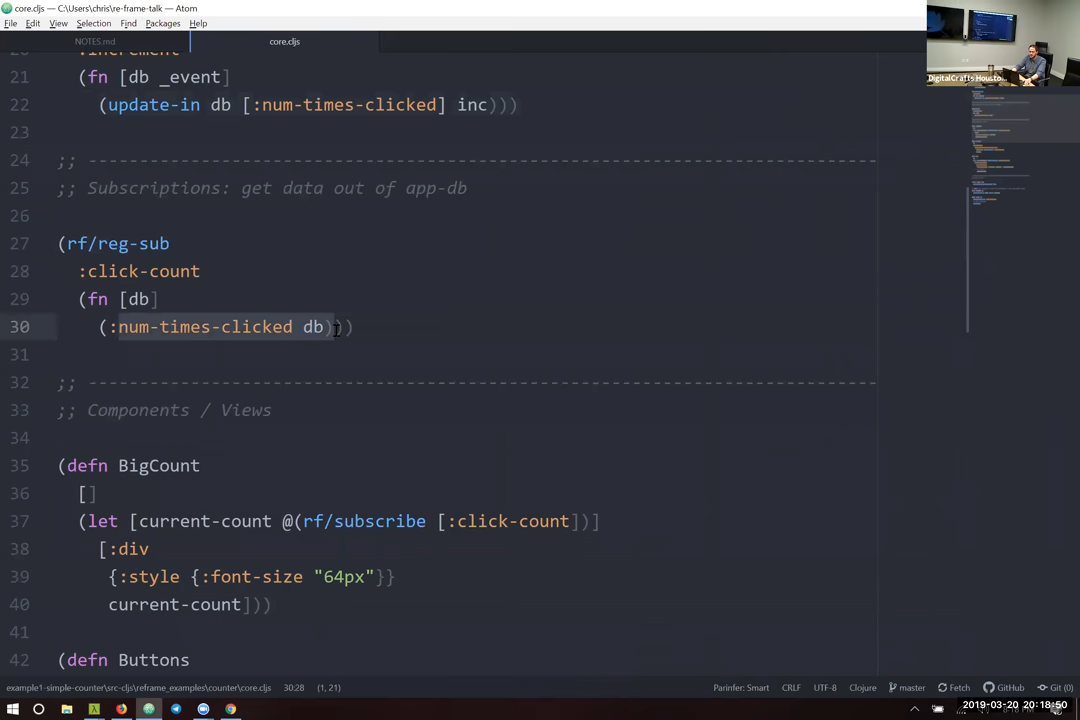 core.cljs — C:\Users\chris\re-frame-talk — Atom
File Edit View Selection Find Packages Help
NOTES.md core.cljs
DigitalCrafts Housto...
20 :increment
21 (fn [db _event]
22 (update-in db [:num-times-clicked] inc)))
23
24 ;; ----------------------------------------------------------------------------
25 ;; Subscriptions: get data out of app-db
26
27 (rf/reg-sub
28 :click-count
29 (fn [db]
30 (:num-times-clicked db)))
31
32 ;; ----------------------------------------------------------------------------
33 ;; Components / Views
34
35 (defn BigCount
36 []
37 (let [current-count @(rf/subscribe [:click-count])]
38 [:div
39 {:style {:font-size "64px"}}
40 current-count]))
41
42 (defn Buttons
example1-simple-counter\src-cljs\reframe_examples\counter\core.cljs 30:28 (1, 21) Parinfer: Smart CRLF UTF-8 Clojure master Fetch GitHub Git (0)
2019-03-20 20:18:50